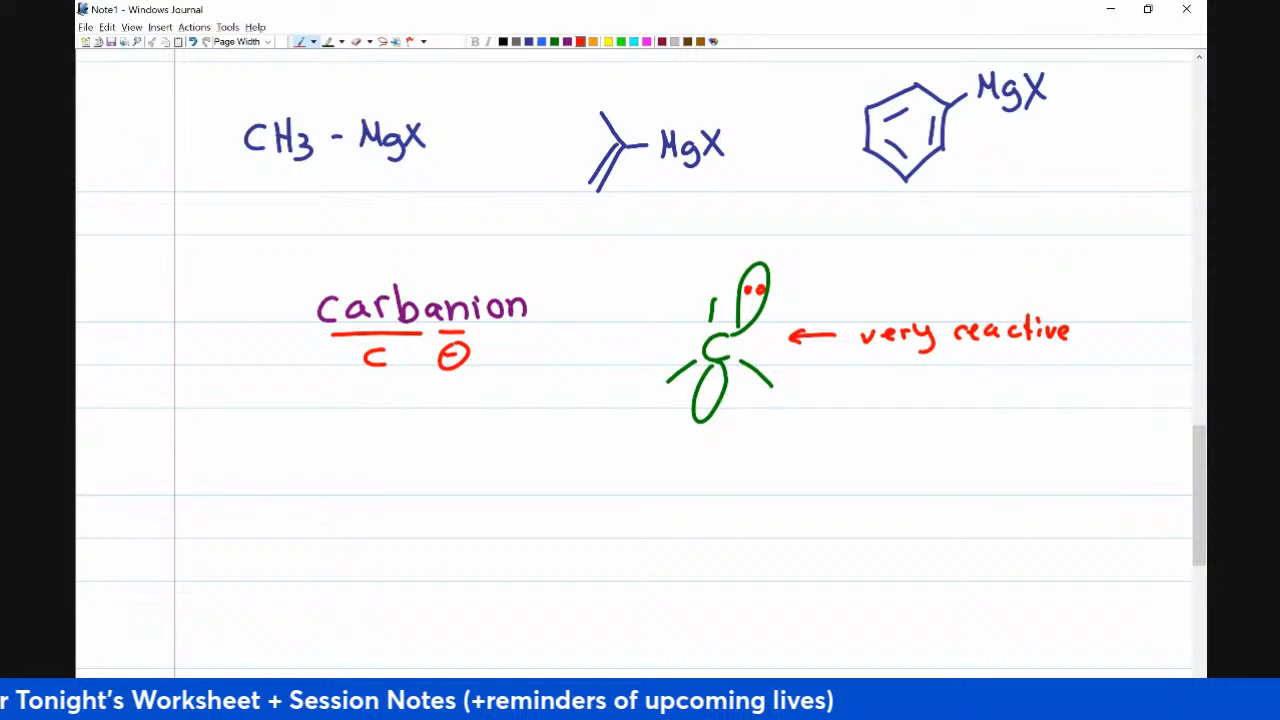 Note1 - Windows Journal
File Edit View Insert Actions Tools Help
Page Width
B I
CH3 - MgX
MgX
MgX
carbanion
C ⊖
C
← very reactive
r Tonight's Worksheet + Session Notes (+reminders of upcoming lives)